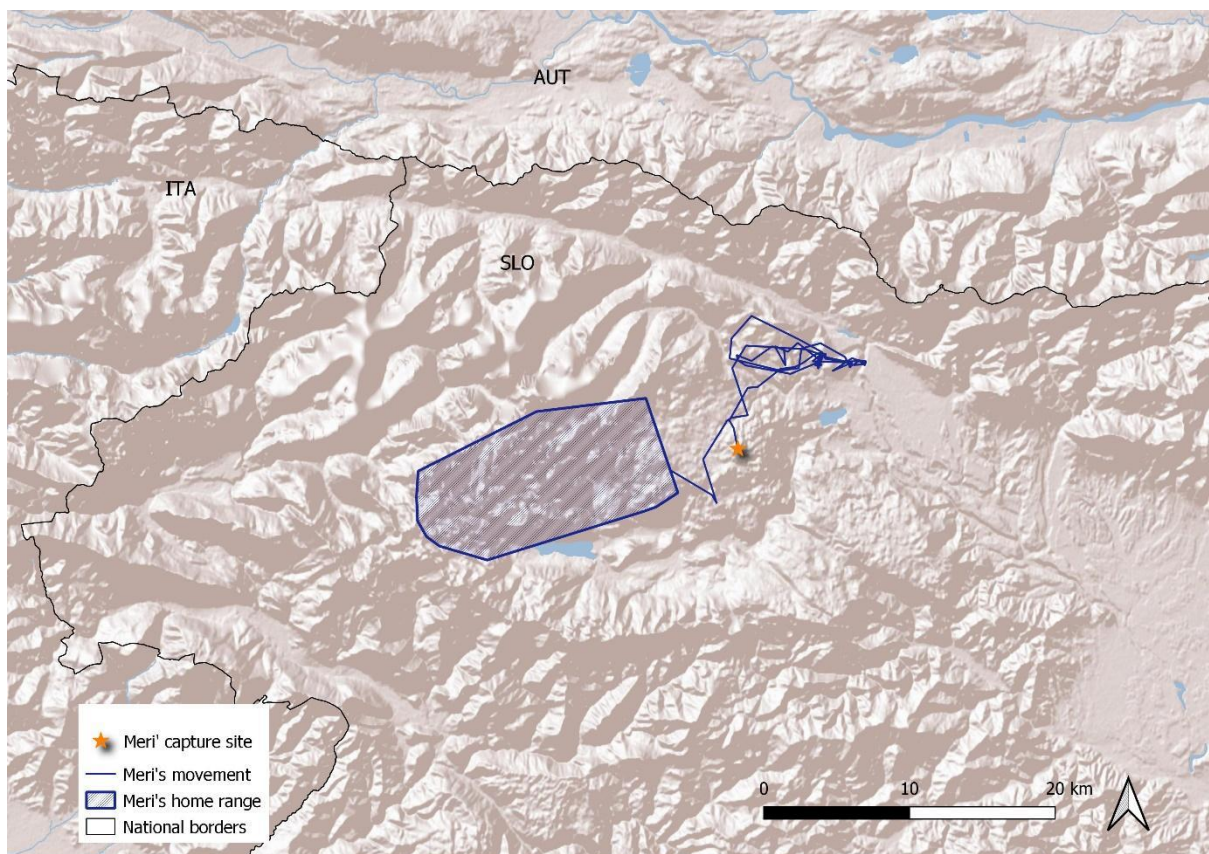 AUT
ITA
SLO
Meri' capture site
Meri's movement
Meri's home range
National borders
0 10 20 km